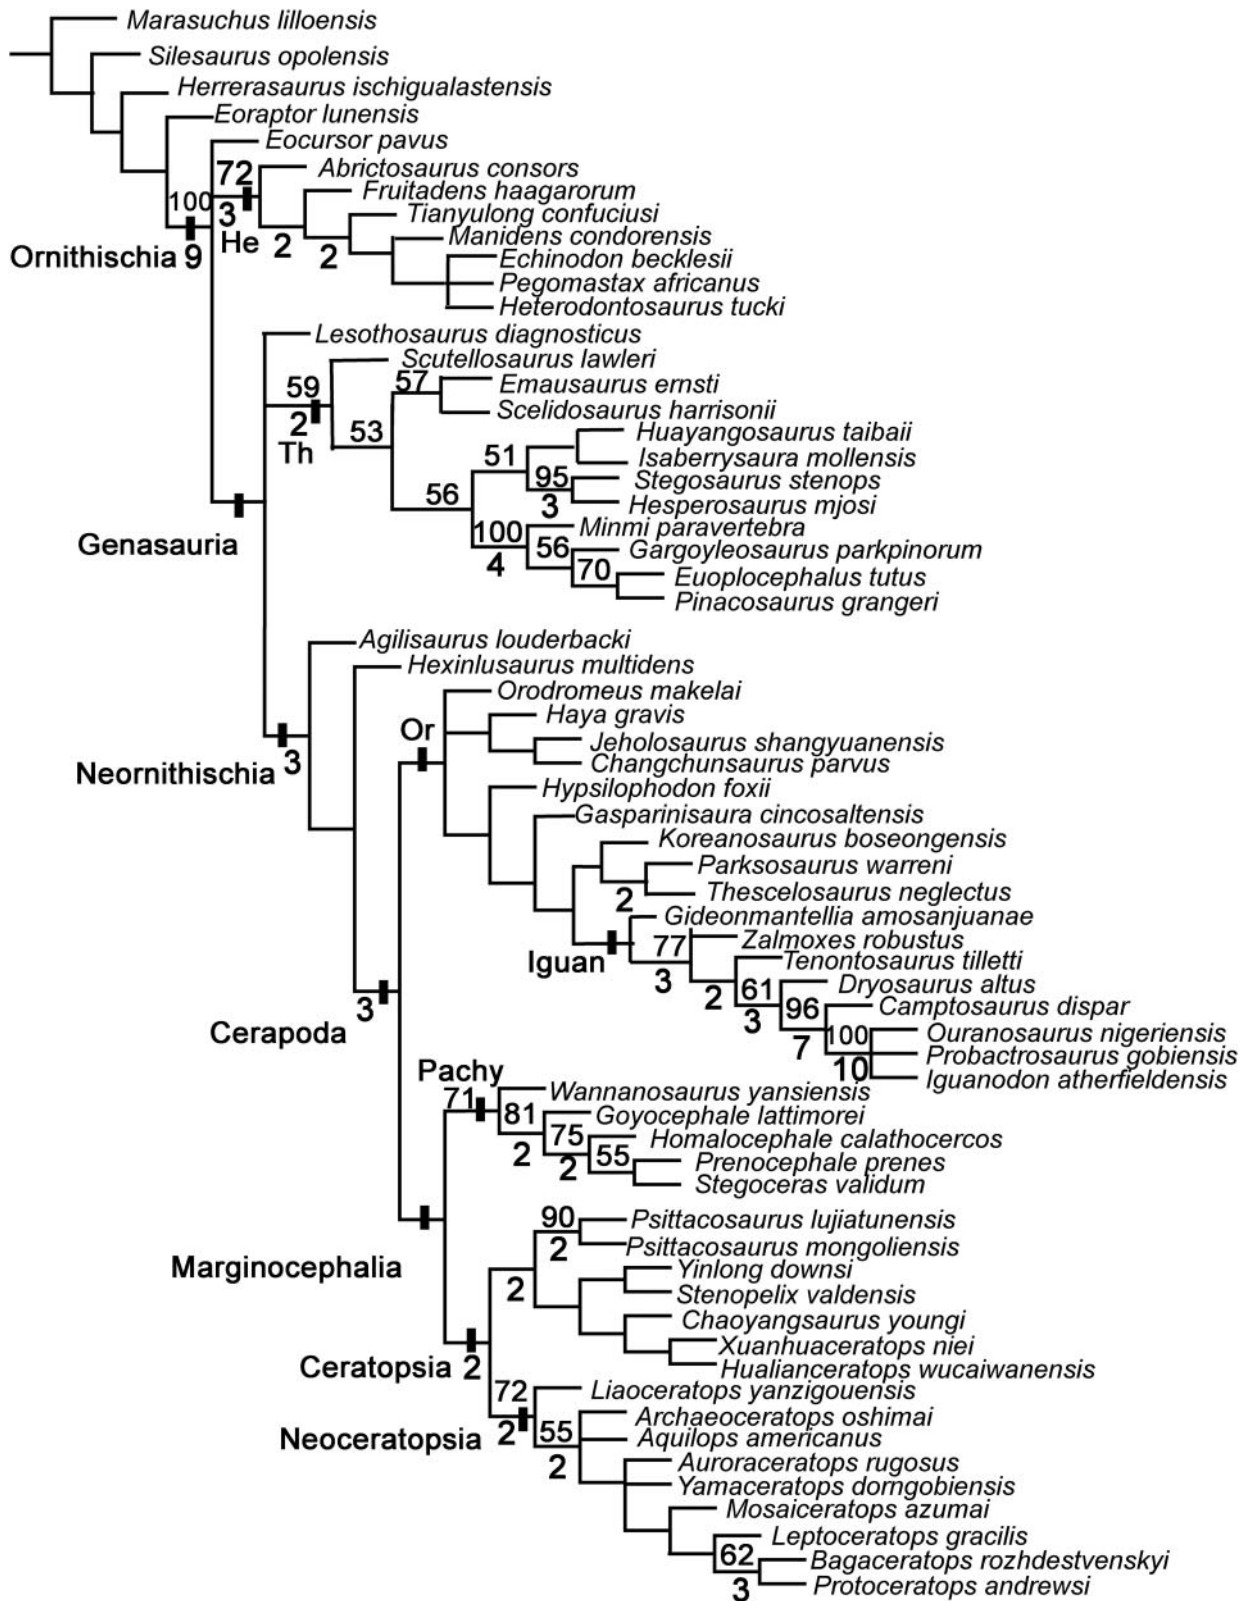 Marasuchus lilloensis
Silesaurus opolensis
Herrerasaurus ischigualastensis
Eoraptor lunensis
Eocursor pavus
72
Abrictosaurus consors
100
Fruitadens haagarorum
3
Tianyulong confuciusi
He
2
2
Manidens condorensis
Ornithischia 9
Echinodon becklesii
Pegomastax africanus
Heterodontosaurus tucki
Lesothosaurus diagnosticus
Scutellosaurus lawleri
59
57
Emausaurus ernsti
2
Scelidosaurus harrisonii
Th
53
Huayangosaurus taibaii
51
Isaberrysaura mollensis
95
Stegosaurus stenops
56
3
Hesperosaurus mjosi
100
Minmi paravertebra
Genasauria
56
Gargoyleosaurus parkpinorum
4
70
Euoplocephalus tutus
Pinacosaurus grangeri
Agilisaurus louderbacki
Hexinlusaurus multidens
Orodromeus makelai
Haya gravis
Or
Jeholosaurus shangyuanensis
Neornithischia 3
Changchunsaurus parvus
Hypsilophodon foxii
Gasparinisaura cincosaltensis
Koreanosaurus boseongensis
Parksosaurus warreni
2
Thescelosaurus neglectus
Gideonmantellia amosanjuanae
77
Zalmoxes robustus
Iguan
3
Tenontosaurus tilletti
2
61
Dryosaurus altus
3
96
Camptosaurus dispar
3
Cerapoda
7
100
Ouranosaurus nigeriensis
Probactrosaurus gobiensis
10
Iguanodon atherfieldensis
Pachy
71
Wannanosaurus yansiensis
81
Goyocephale lattimorei
2
75
Homalocephale calathocercos
2
55
Prenocephale prenes
Stegoceras validum
90
Psittacosaurus lujiatunensis
2
Psittacosaurus mongoliensis
Marginocephalia
Yinlong downsi
2
Stenopelix valdensis
Chaoyangsaurus youngi
Xuanhuaceratops niei
Ceratopsia 2
Hualianceratops wucaiwanensis
72
Liaoceratops yanzigouensis
Archaeoceratops oshimai
Neoceratopsia 2
55
Aquilops americanus
2
Auroraceratops rugosus
Yamaceratops dorngobiensis
Mosaiceratops azumai
Leptoceratops gracilis
62
Bagaceratops rozhdestvenskyi
3
Protoceratops andrewsi